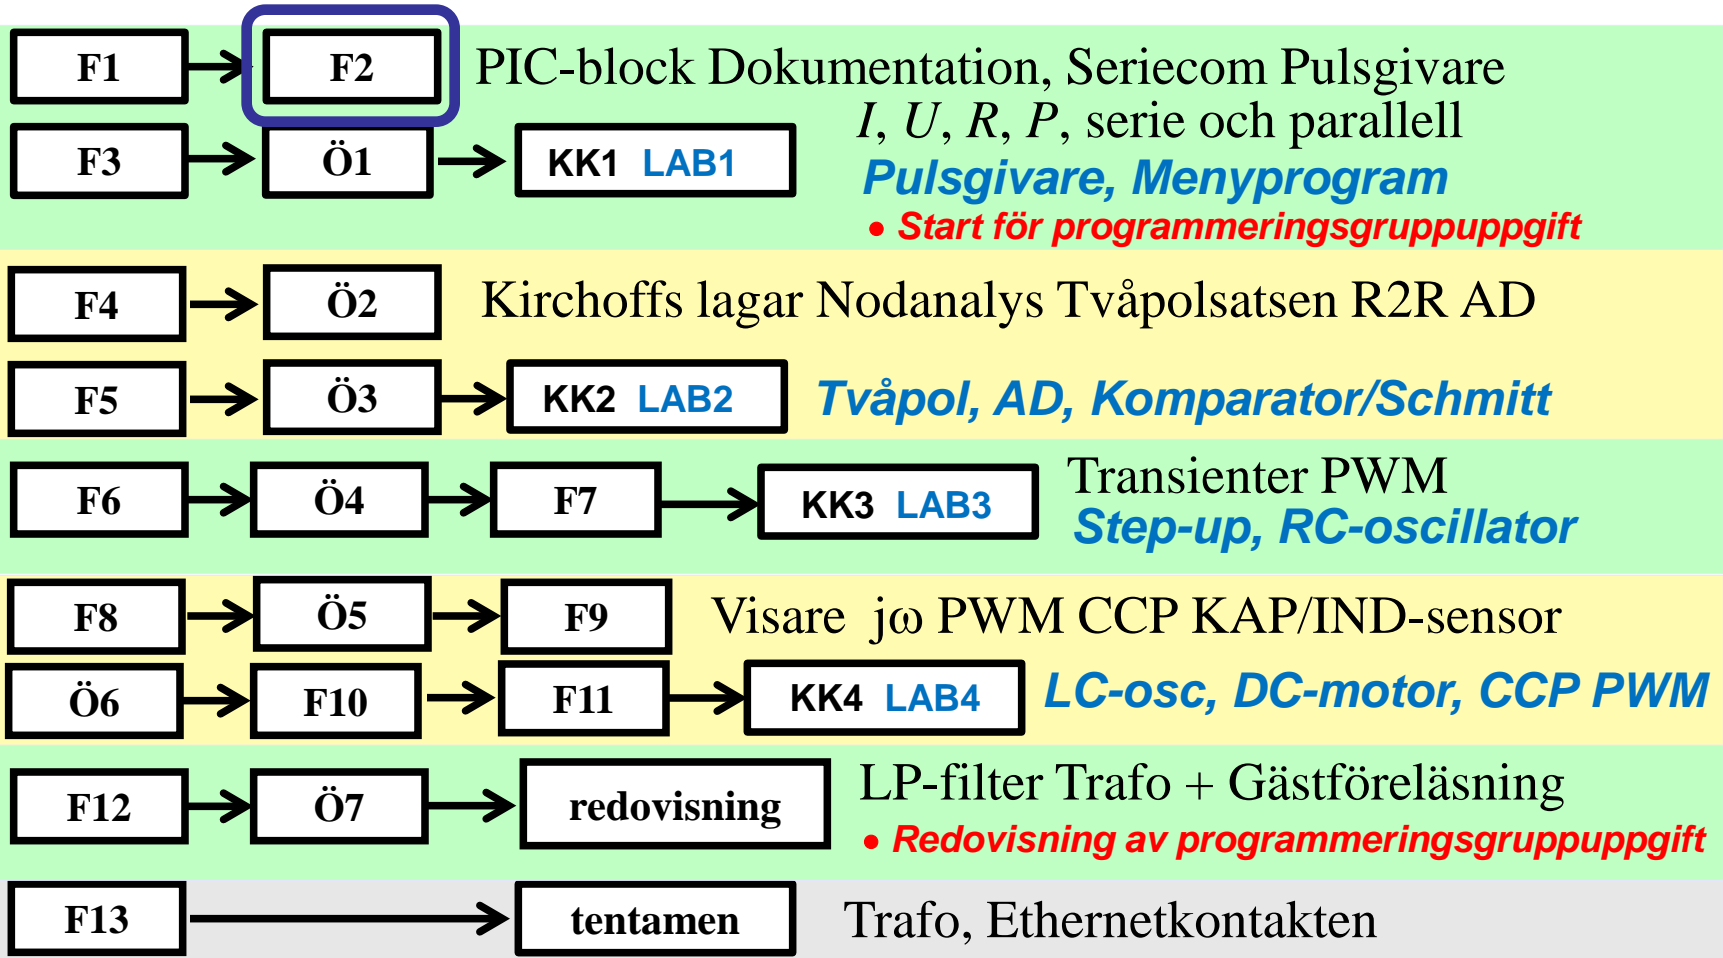 F1 F2 PIC-block Dokumentation, Seriecom Pulsgivare
I, U, R, P, serie och parallell
F3 Ö1 KK1 LAB1
Pulsgivare, Menyprogram
• Start för programmeringsgruppuppgift
F4 Ö2 Kirchoffs lagar Nodanalys Tvåpolsatsen R2R AD
F5 Ö3 KK2 LAB2 Tvåpol, AD, Komparator/Schmitt
F6 Ö4 F7 KK3 LAB3
Transienter PWM
Step-up, RC-oscillator
F8 Ö5 F9 Visare jω PWM CCP KAP/IND-sensor
Ö6 F10 F11 KK4 LAB4 LC-osc, DC-motor, CCP PWM
F12 Ö7 redovisning LP-filter Trafo + Gästföreläsning
• Redovisning av programmeringsgruppuppgift
F13 tentamen Trafo, Ethernetkontakten